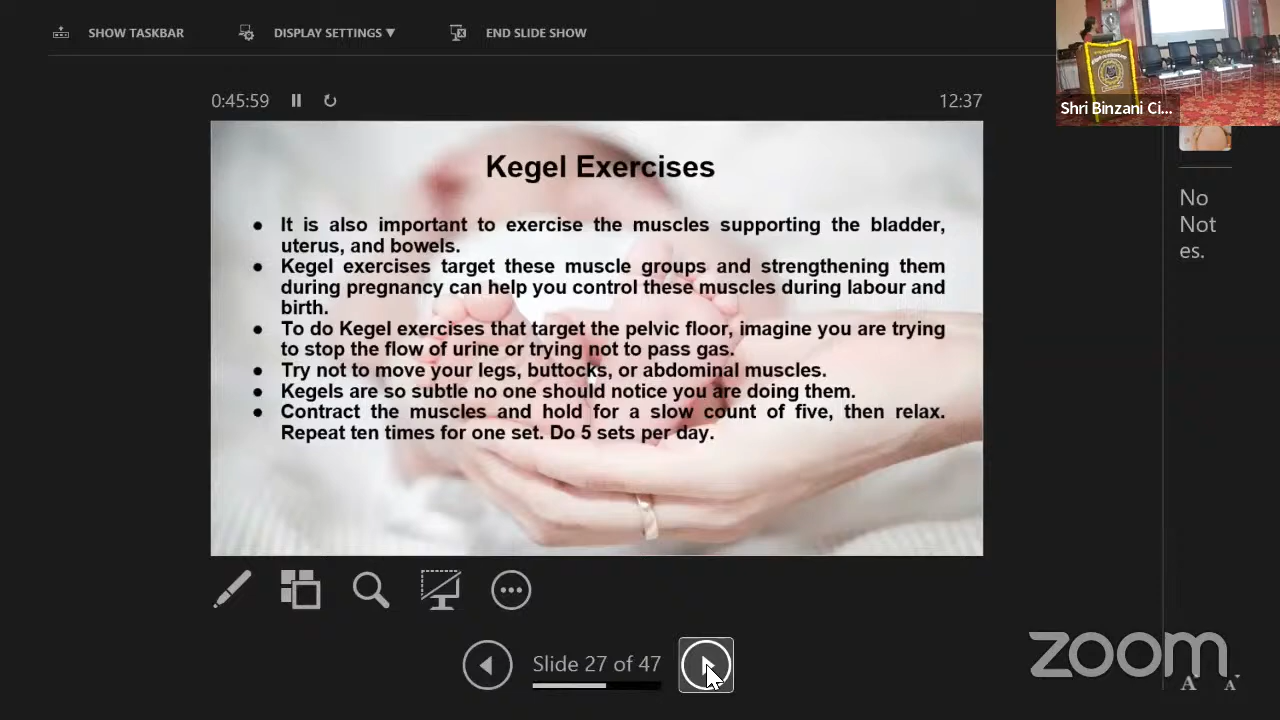 SHOW TASKBAR
DISPLAY SETTINGS ▼
END SLIDE SHOW
Shri Binzani Ci...
0:45:59
12:37
Kegel Exercises
● It is also important to exercise the muscles supporting the bladder,
uterus, and bowels.
● Kegel exercises target these muscle groups and strengthening them
during pregnancy can help you control these muscles during labour and
birth.
● To do Kegel exercises that target the pelvic floor, imagine you are trying
to stop the flow of urine or trying not to pass gas.
● Try not to move your legs, buttocks, or abdominal muscles.
● Kegels are so subtle no one should notice you are doing them.
● Contract the muscles and hold for a slow count of five, then relax.
Repeat ten times for one set. Do 5 sets per day.
No
Not
es.
Slide 27 of 47
zoom
A A